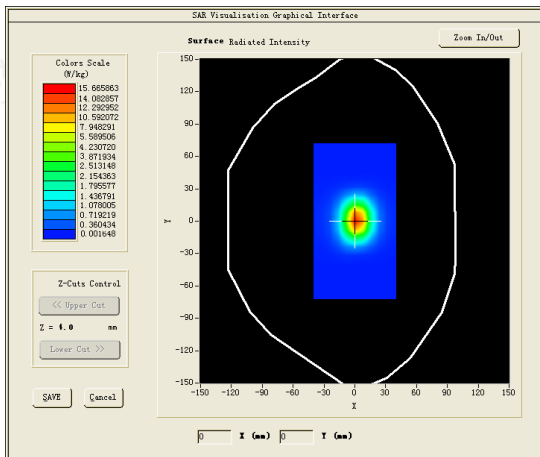 SAR Visualisation Graphical Interface
Surface Radiated Intensity
Zoom In/Out
Colors Scale
(W/kg)
15.665863
14.082857
12.292952
10.592072
7.948291
5.589506
4.230720
3.871934
2.513148
2.154363
1.795577
1.436791
1.078005
0.719219
0.360434
0.001648
Z-Cuts Control
<< Upper Cut
Z = 4.0 mm
Lower Cut >>
SAVE
Cancel
150
120
90
60
30
0
-30
-60
-90
-120
-150
Y
-150 -120 -90 -60 -30 0 30 60 90 120 150
X
0 X (mm) 0 Y (mm)